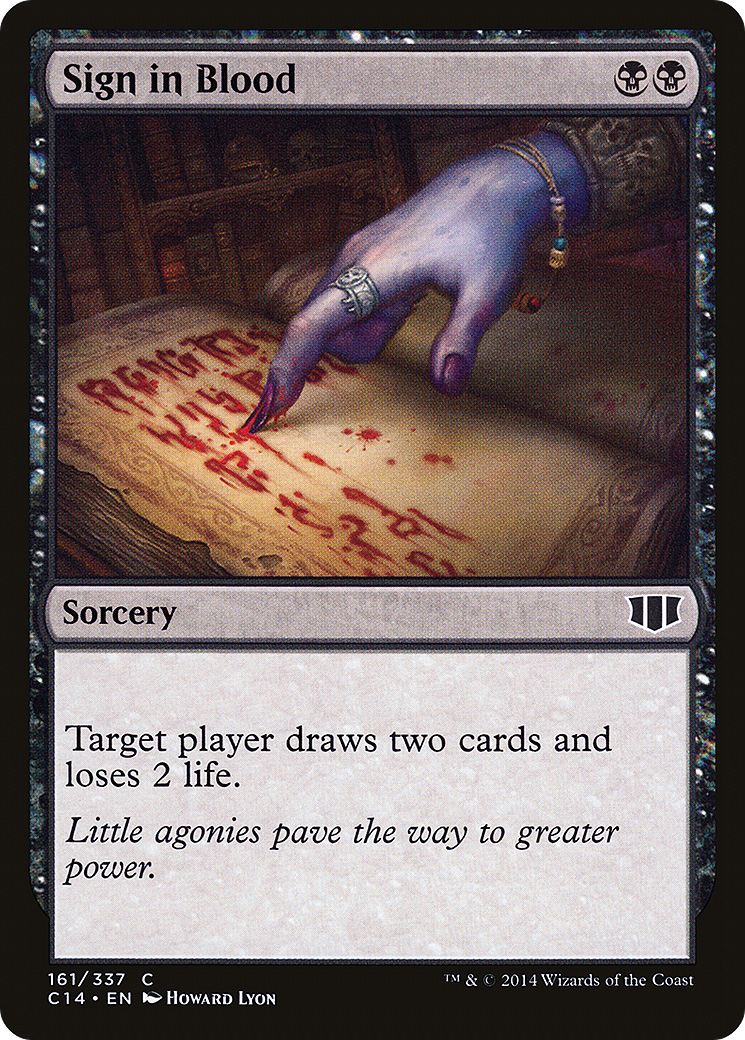 Sign in Blood
Sorcery
Target player draws two cards and
loses 2 life.
Little agonies pave the way to greater
power.
161/337 C
™ & © 2014 Wizards of the Coast
C14 • EN Howard Lyon